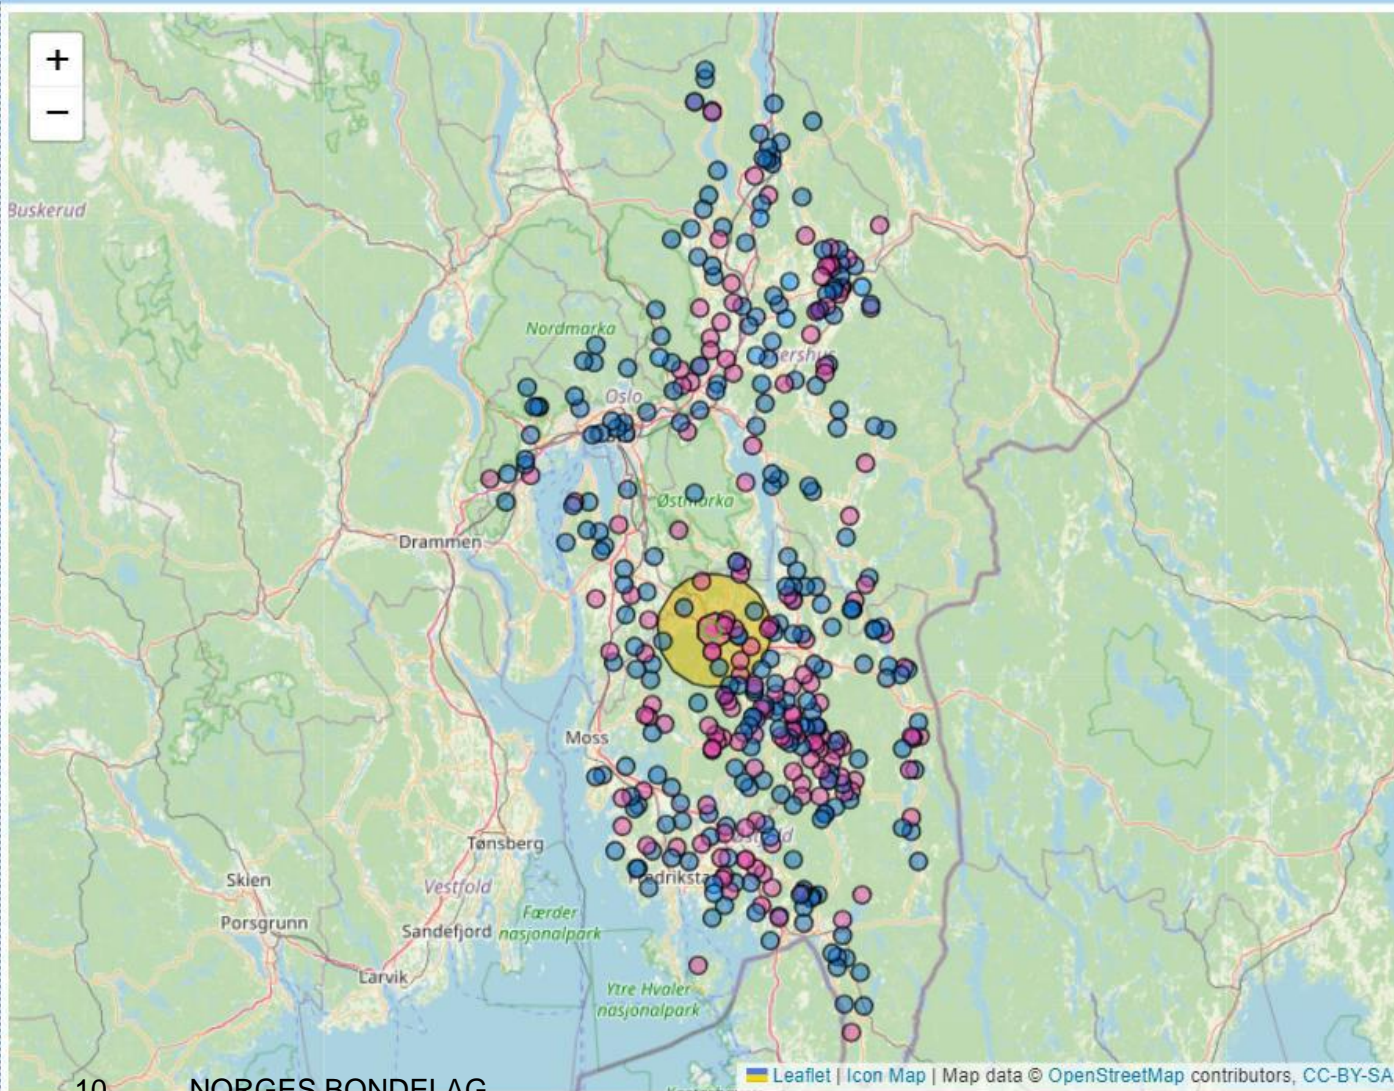 +
−
Buskerud
Nordmarka
Oslo
Østmarka
Drammen
Moss
Tønsberg
Skien
Vestfold
Porsgrunn
Sandefjord
Færder
nasjonalpark
Larvik
Ytre Hvaler
nasjonalpark
Leaflet | Icon Map | Map data © OpenStreetMap contributors, CC-BY-SA
10 NORGES BONDELAG